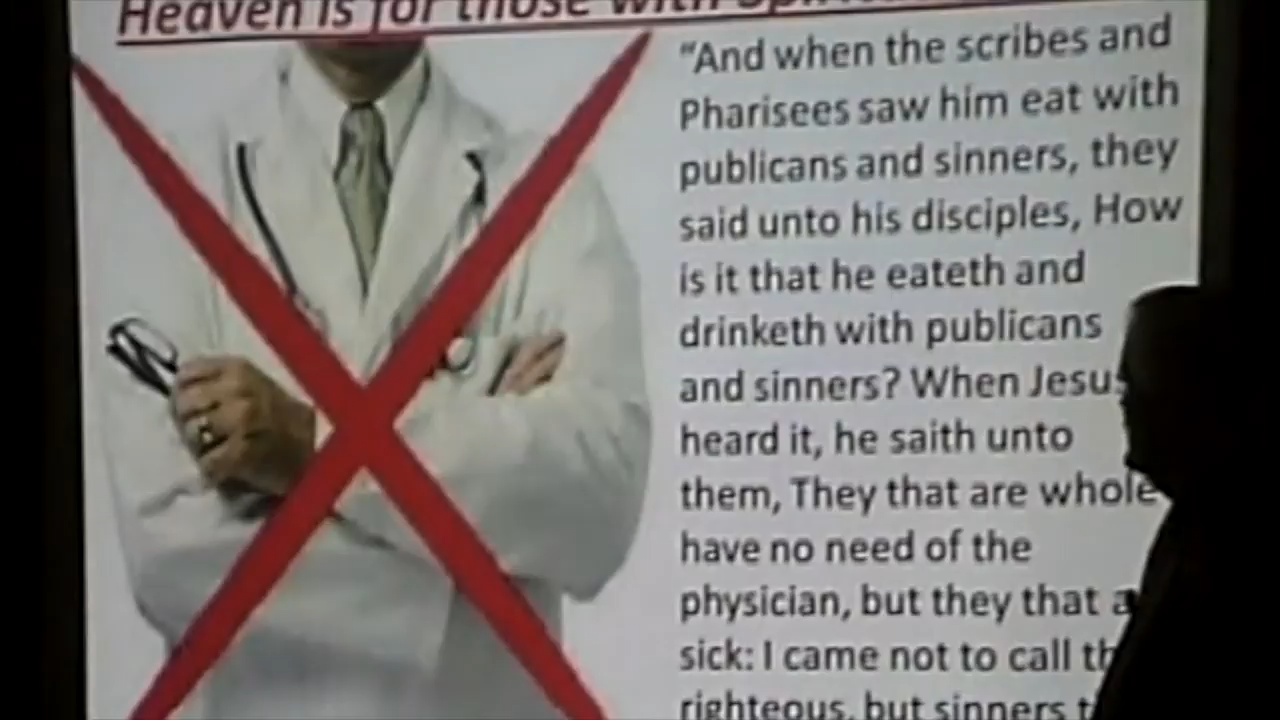 Heaven is for those with
“And when the scribes and
Pharisees saw him eat with
publicans and sinners, they
said unto his disciples, How
is it that he eateth and
drinketh with publicans
and sinners? When Jesus
heard it, he saith unto
them, They that are whole
have no need of the
physician, but they that
sick: I came not to call
righteous, but sinners